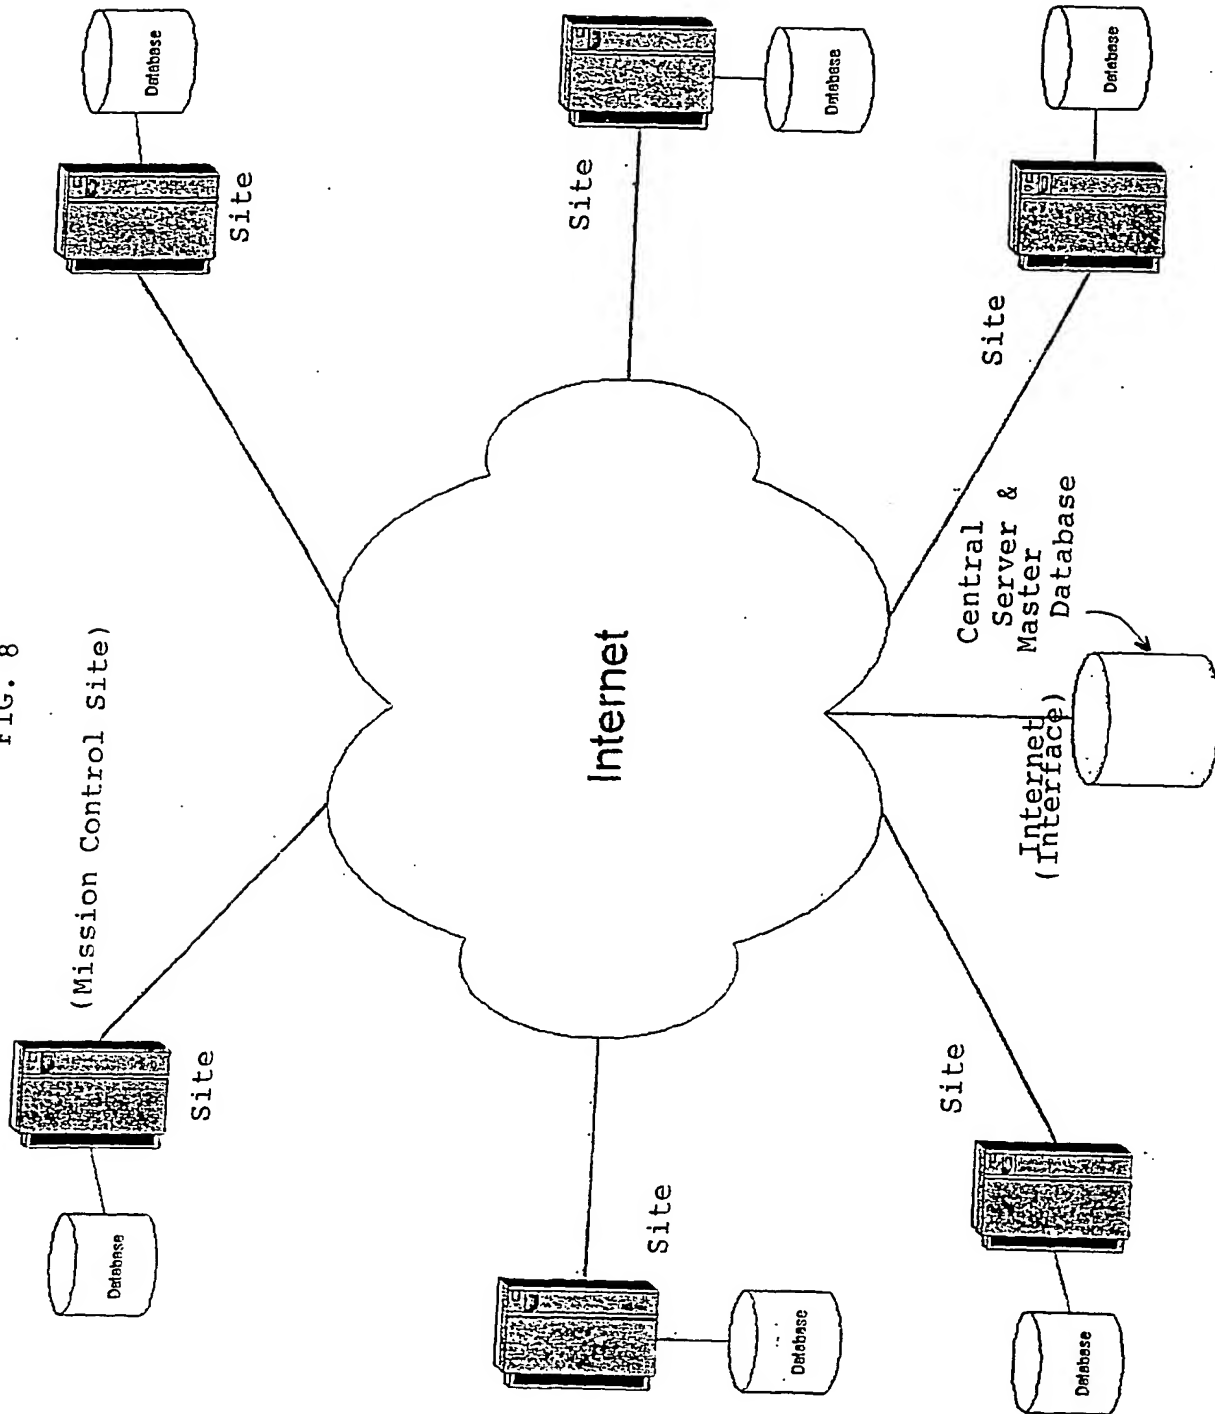 FIG. 8
(Mission Control Site)
Database
Site
Site
Database
Database
Site
Internet
Site
Database
Site
Database
Internet
(Interface)
Central
Server &
Master
Database
Site
Database